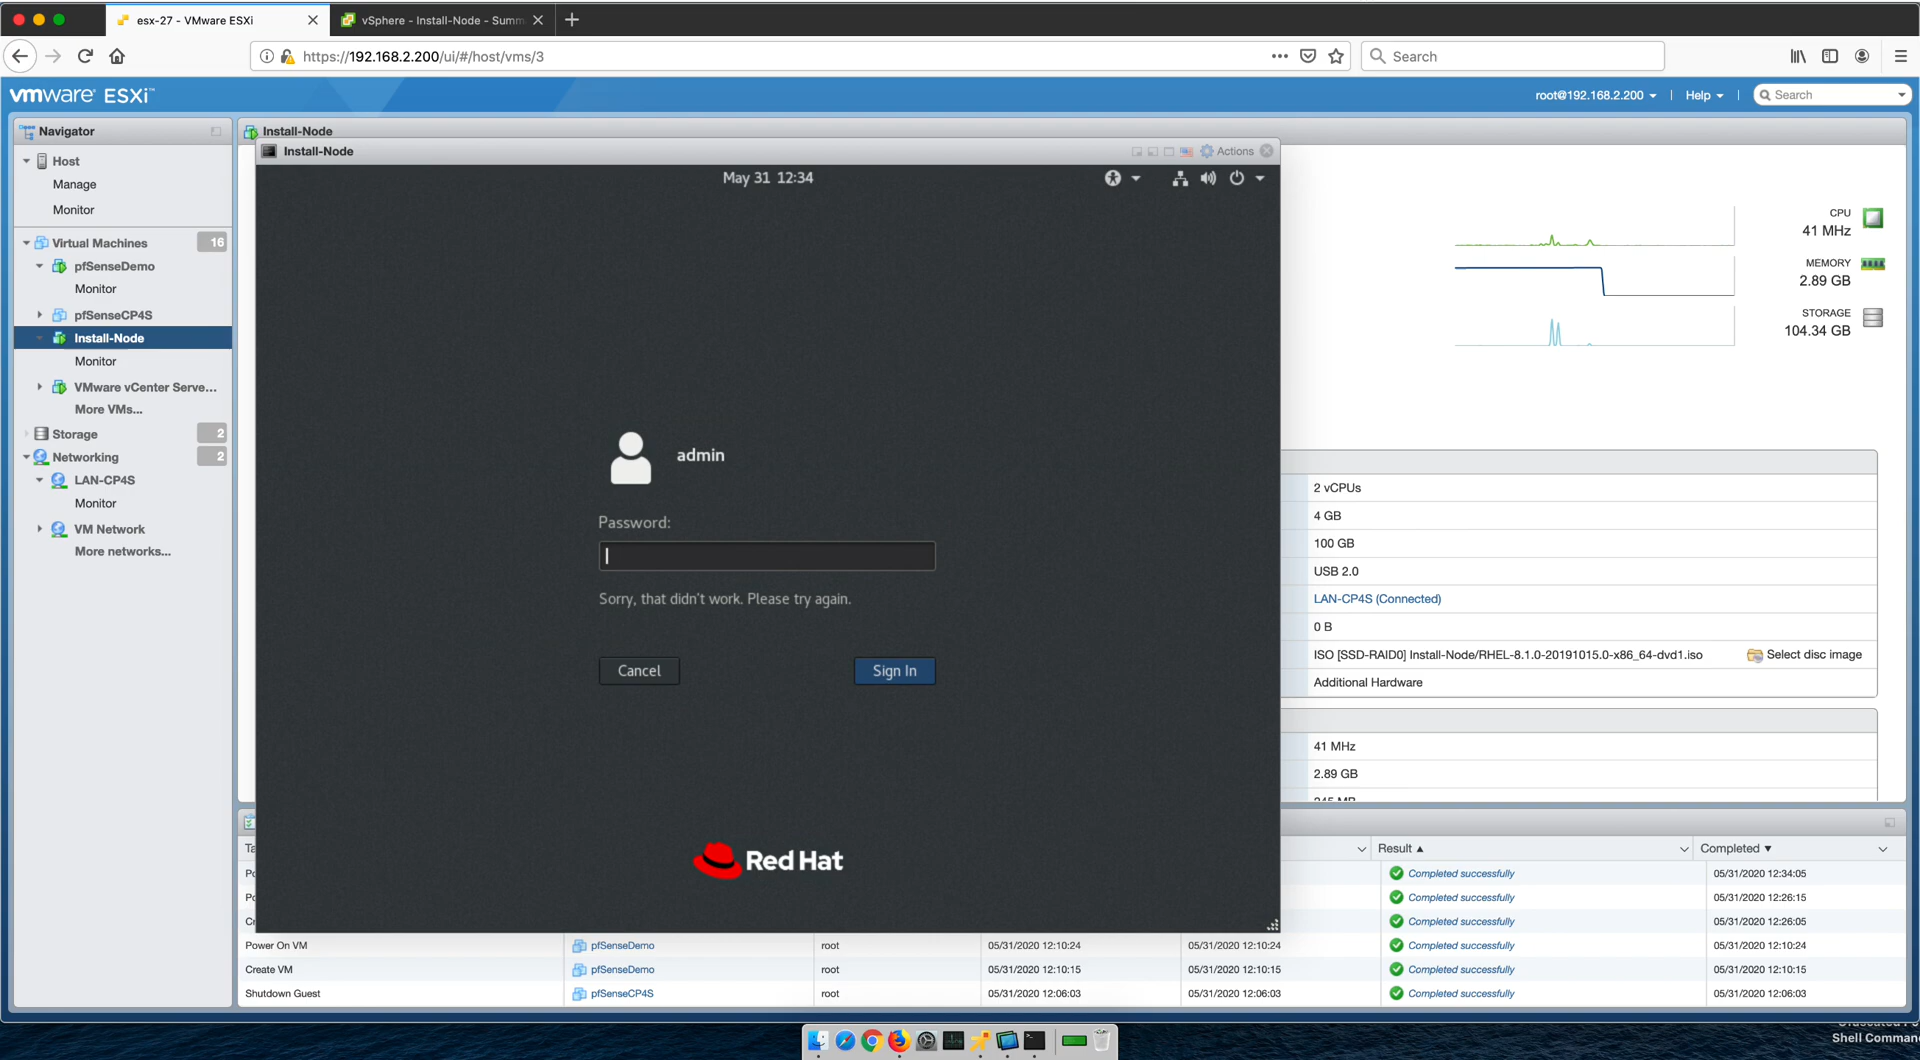 esx-27 - VMware ESXi
vSphere - Install-Node - Summ
https://192.168.2.200/ui/#/host/vms/3
Search
vmware ESXi™
root@192.168.2.200
Help
Search
Navigator
Install-Node
Host
Manage
Monitor
Virtual Machines
16
pfSenseDemo
Monitor
pfSenseCP4S
Install-Node
Monitor
VMware vCenter Serve...
More VMs...
Storage
2
Networking
2
LAN-CP4S
Monitor
VM Network
More networks...
Install-Node
Actions
May 31 12:34
admin
Password:
Sorry, that didn't work. Please try again.
Cancel
Sign In
Red Hat
CPU
41 MHz
MEMORY
2.89 GB
STORAGE
104.34 GB
2 vCPUs
4 GB
100 GB
USB 2.0
LAN-CP4S (Connected)
0 B
ISO [SSD-RAID0] Install-Node/RHEL-8.1.0-20191015.0-x86_64-dvd1.iso
Select disc image
Additional Hardware
41 MHz
2.89 GB
Result
Completed
Completed successfully 05/31/2020 12:34:05
Completed successfully 05/31/2020 12:26:15
Completed successfully 05/31/2020 12:26:05
Power On VM pfSenseDemo root 05/31/2020 12:10:24 05/31/2020 12:10:24 Completed successfully 05/31/2020 12:10:24
Create VM pfSenseDemo root 05/31/2020 12:10:15 05/31/2020 12:10:15 Completed successfully 05/31/2020 12:10:15
Shutdown Guest pfSenseCP4S root 05/31/2020 12:06:03 05/31/2020 12:06:03 Completed successfully 05/31/2020 12:06:03
Shell Comman